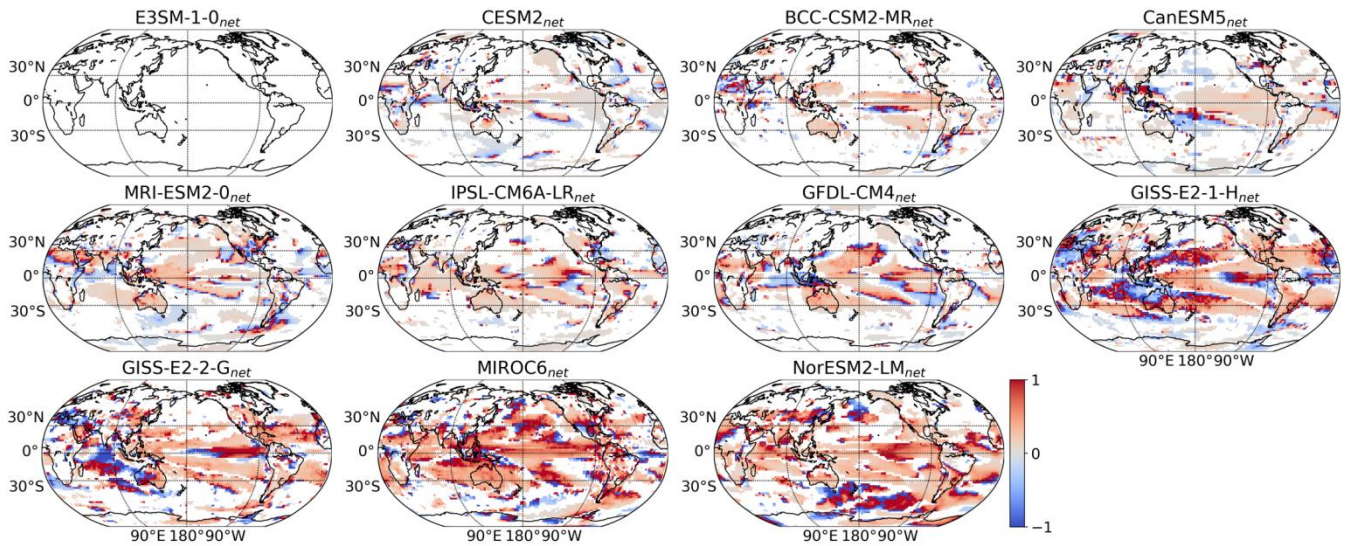 E3SM-1-0net CESM2net BCC-CSM2-MRnet CanESM5net
30°N 30°N 30°N 30°N
0° 0° 0° 0°
30°S 30°S 30°S 30°S
MRI-ESM2-0net IPSL-CM6A-LRnet GFDL-CM4net GISS-E2-1-Hnet
30°N 30°N 30°N 30°N
0° 0° 0° 0°
30°S 30°S 30°S 30°S
90°E 180° 90°W
GISS-E2-2-Gnet MIROC6net NorESM2-LMnet
1
30°N 30°N 30°N
0° 0° 0° 0
30°S 30°S 30°S
−1
90°E 180° 90°W 90°E 180° 90°W 90°E 180° 90°W